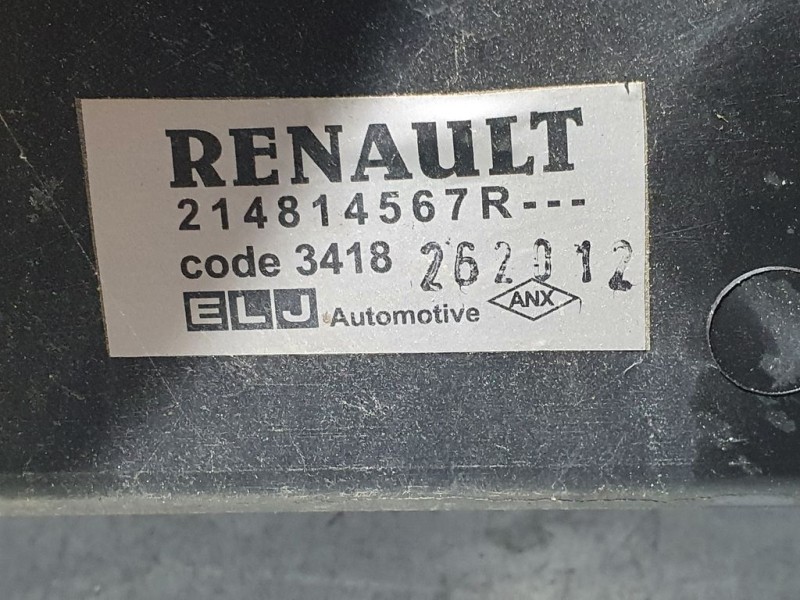 RENAULT
214814567R---
code 3418 262012
ELJ Automotive ANX